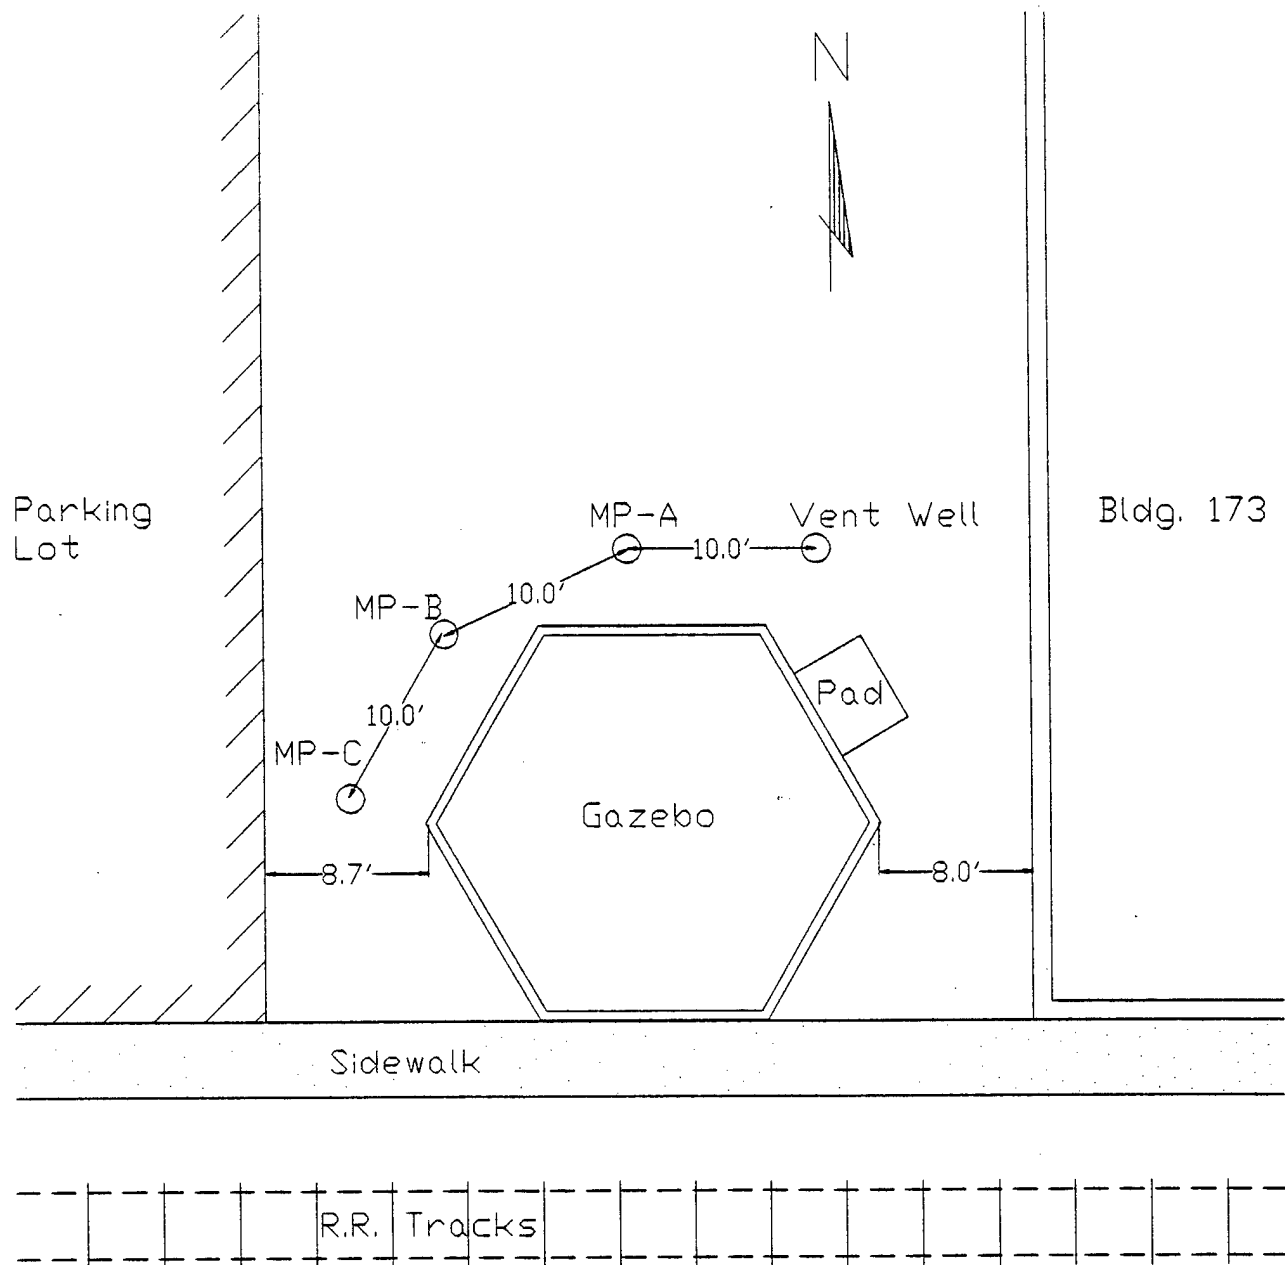 N
Parking
Lot
MP-A
Vent Well
Bldg. 173
10.0'
10.0'
MP-B
10.0'
MP-C
Pad
Gazebo
8.7'
8.0'
Sidewalk
R.R. Tracks